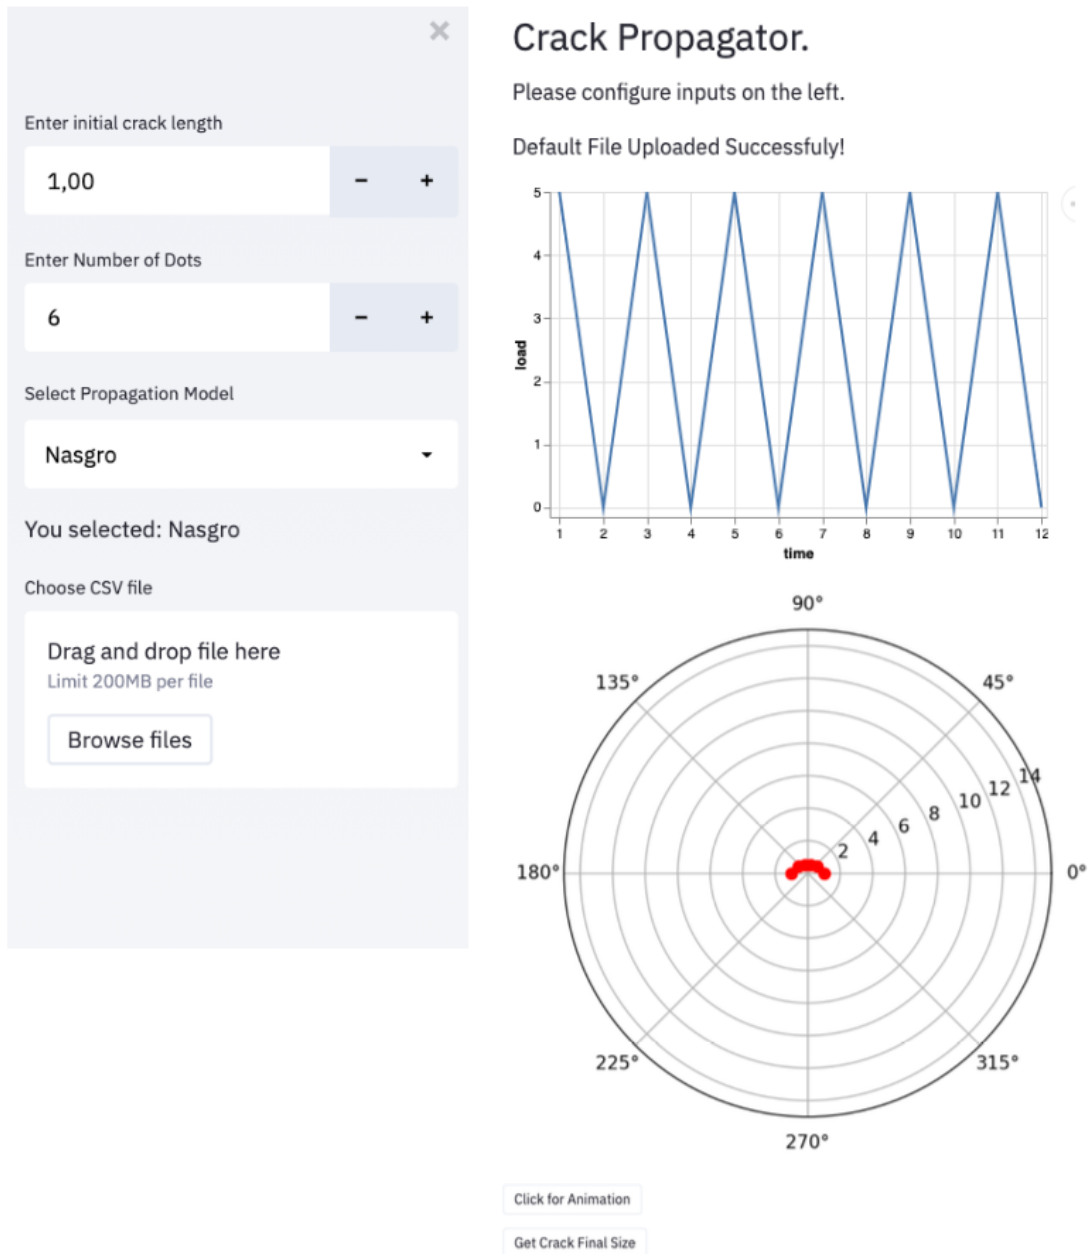 ×
Enter initial crack length
1,00
− +
Enter Number of Dots
6
− +
Select Propagation Model
Nasgro
You selected: Nasgro
Choose CSV file
Drag and drop file here
Limit 200MB per file
Browse files
Crack Propagator.
Please configure inputs on the left.
Default File Uploaded Successfuly!
5
4
3
2
1
0
load
1 2 3 4 5 6 7 8 9 10 11 12
time
90°
135° 45°
14
12
10
8
6
4
2
180° 0°
225° 315°
270°
Click for Animation
Get Crack Final Size